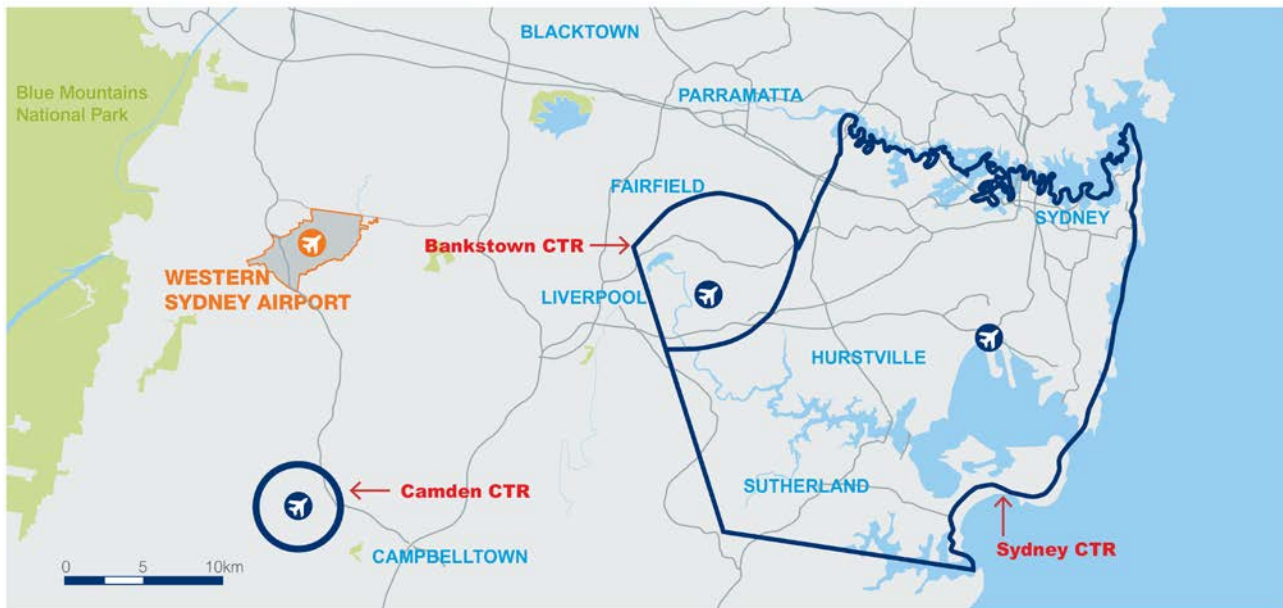 BLACKTOWN
Blue Mountains
National Park
PARRAMATTA
FAIRFIELD
SYDNEY
Bankstown CTR
WESTERN
SYDNEY AIRPORT
LIVERPOOL
HURSTVILLE
Camden CTR
SUTHERLAND
CAMPBELLTOWN
Sydney CTR
0 5 10km